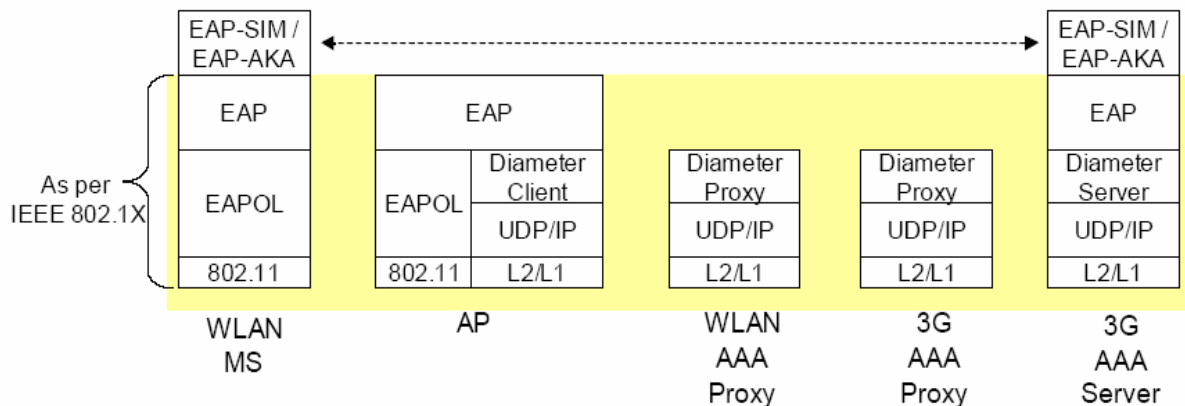 EAP-SIM /
EAP-AKA
EAP-SIM /
EAP-AKA
EAP
EAP
EAP
As per
IEEE 802.1X
EAPOL
EAPOL
Diameter
Client
Diameter
Proxy
Diameter
Proxy
Diameter
Server
UDP/IP
UDP/IP
UDP/IP
UDP/IP
802.11
802.11
L2/L1
L2/L1
L2/L1
L2/L1
WLAN
MS
AP
WLAN
AAA
Proxy
3G
AAA
Proxy
3G
AAA
Server